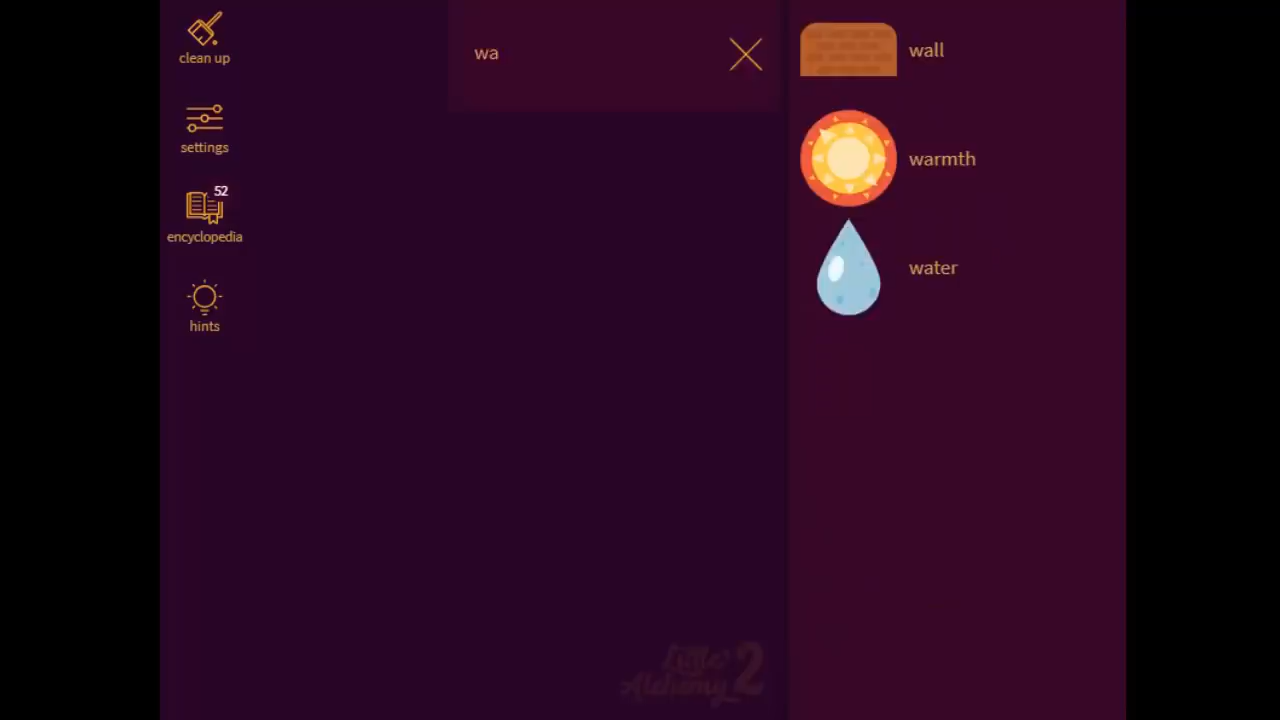 clean up
settings
52
encyclopedia
hints
wa
wall
warmth
water
Little
Alchemy 2